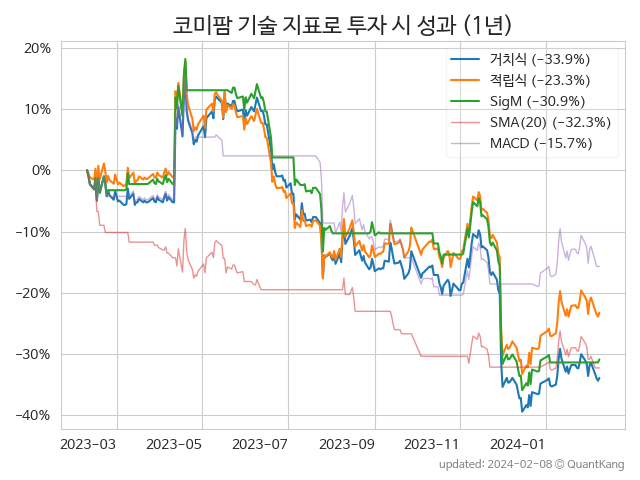 코미팜 기술 지표로 투자 시 성과 (1년)
20%
10%
0%
−10%
−20%
−30%
−40%
거치식 (−33.9%)
적립식 (−23.3%)
SigM (−30.9%)
SMA(20) (−32.3%)
MACD (−15.7%)
2023-03 2023-05 2023-07 2023-09 2023-11 2024-01
updated: 2024-02-08 © QuantKang